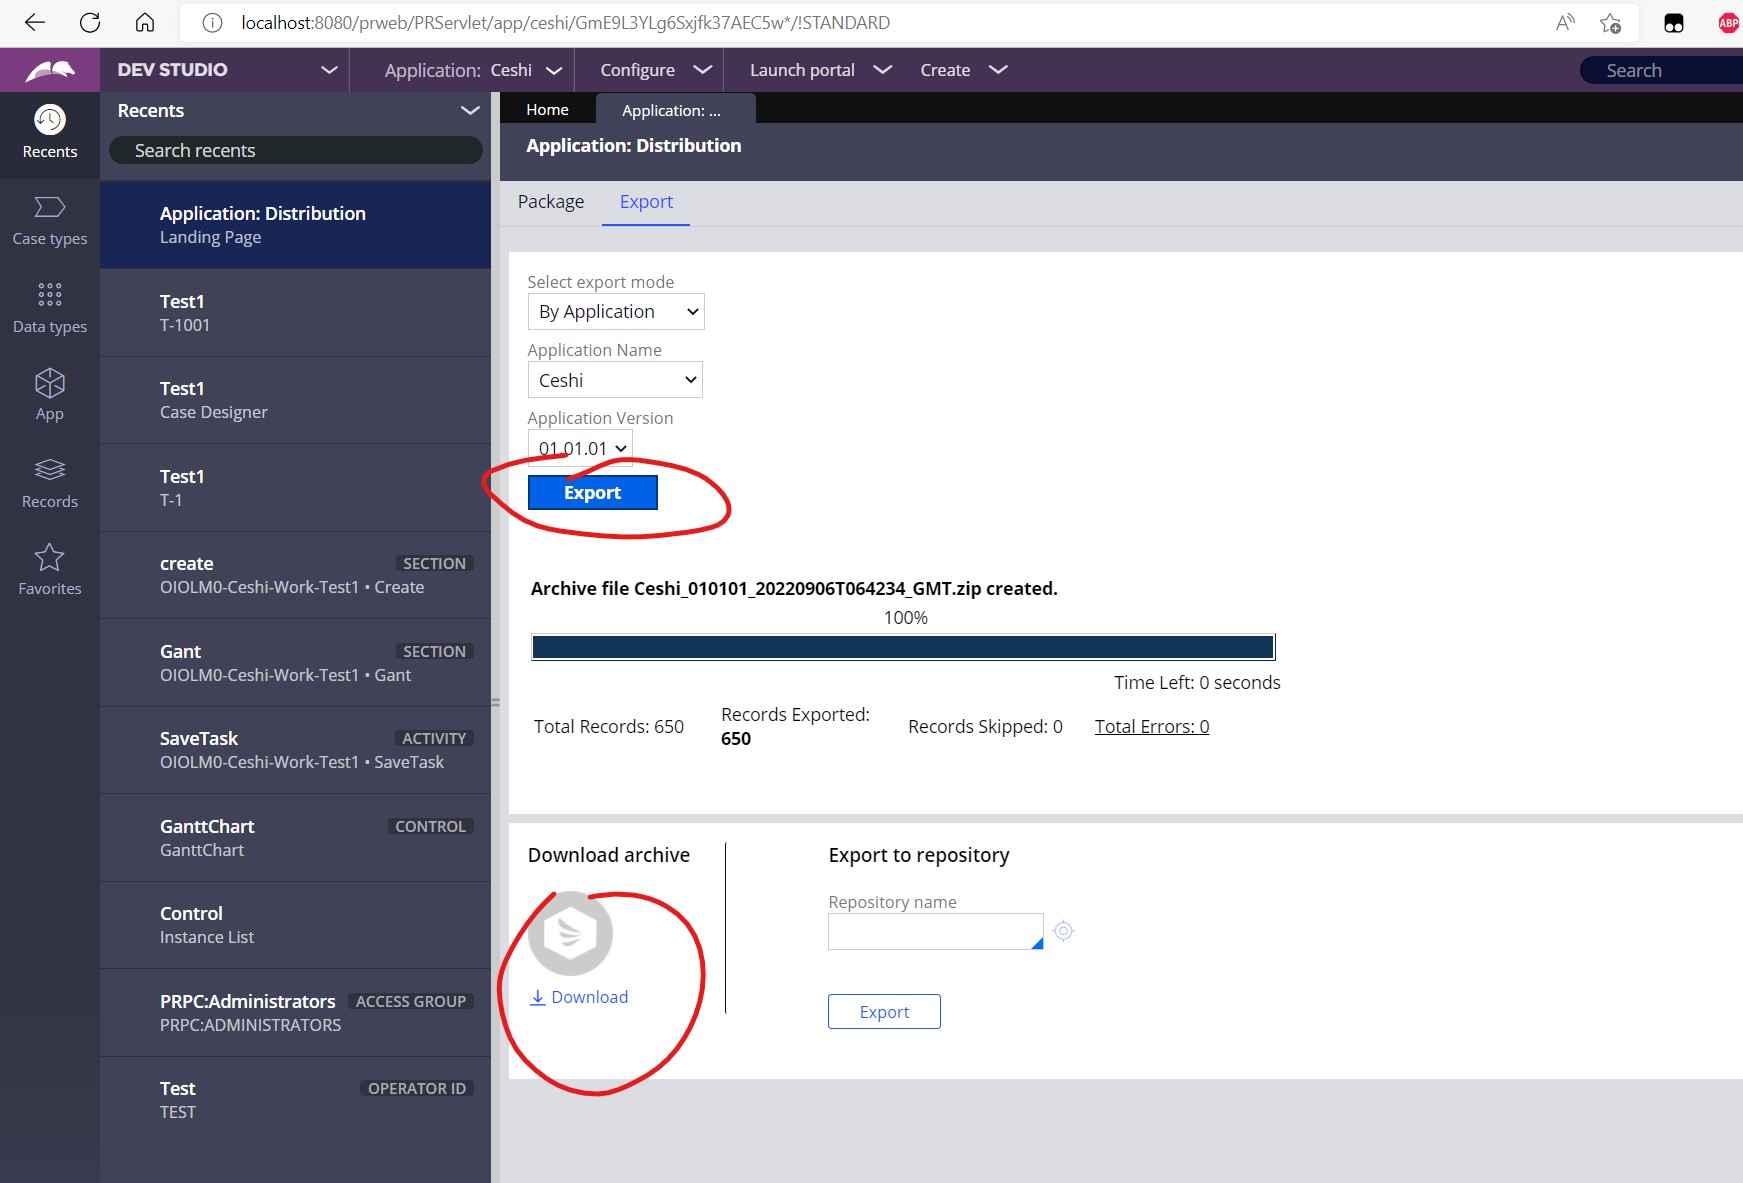 localhost:8080/prweb/PRServlet/app/ceshi/GmE9L3YLg6Sxjfk37AEC5w*/!STANDARD
ABP
DEV STUDIO
Application: Ceshi
Configure
Launch portal
Create
Search
Recents
Case types
Data types
App
Records
Favorites
Recents
Search recents
Application: Distribution
Landing Page
Test1
T-1001
Test1
Case Designer
Test1
T-1
create SECTION
OIOLM0-Ceshi-Work-Test1 • Create
Gant SECTION
OIOLM0-Ceshi-Work-Test1 • Gant
SaveTask ACTIVITY
OIOLM0-Ceshi-Work-Test1 • SaveTask
GanttChart CONTROL
GanttChart
Control
Instance List
PRPC:Administrators ACCESS GROUP
PRPC:ADMINISTRATORS
Test OPERATOR ID
TEST
Home
Application: ...
Application: Distribution
Package
Export
Select export mode
By Application
Application Name
Ceshi
Application Version
01.01.01
Export
Archive file Ceshi_010101_20220906T064234_GMT.zip created.
100%
Time Left: 0 seconds
Total Records: 650
Records Exported:
650
Records Skipped: 0
Total Errors: 0
Download archive
Download
Export to repository
Repository name
Export